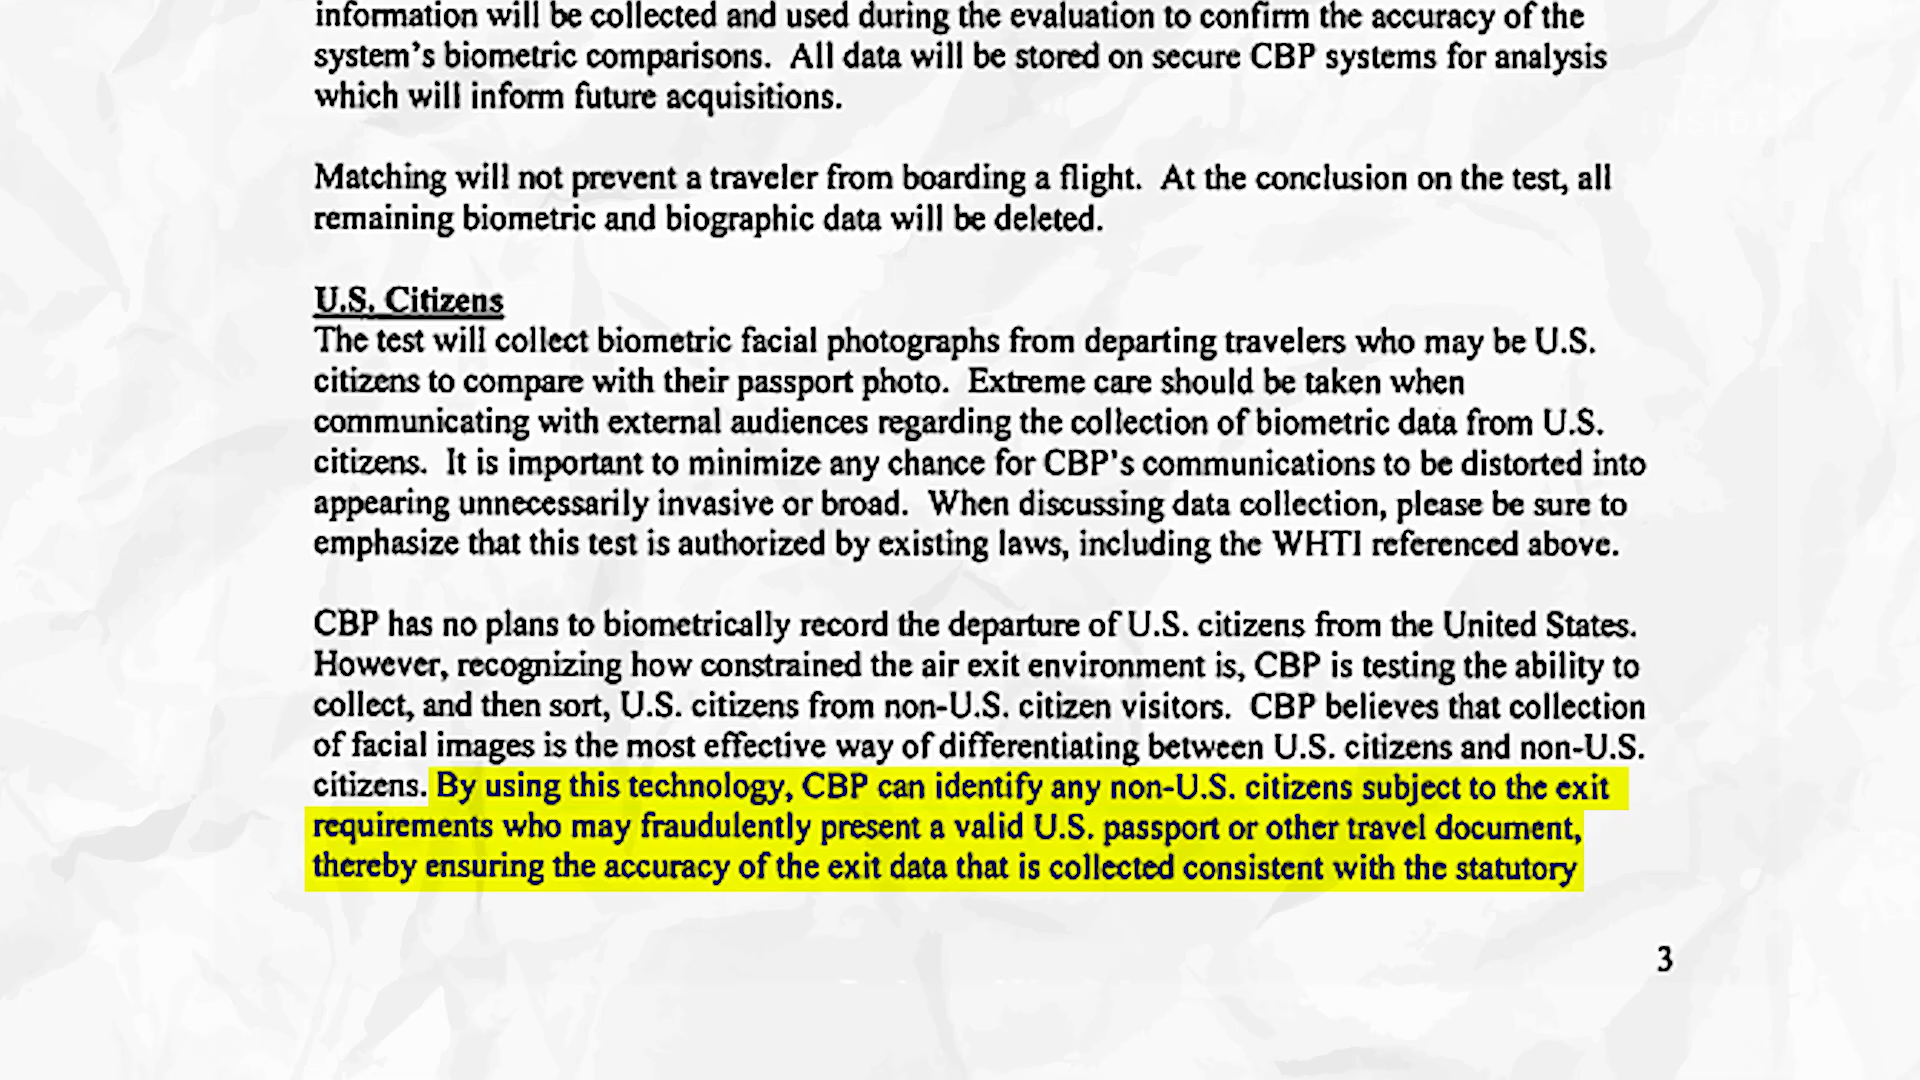 information will be collected and used during the evaluation to confirm the accuracy of the
system's biometric comparisons.  All data will be stored on secure CBP systems for analysis
which will inform future acquisitions.
Matching will not prevent a traveler from boarding a flight.  At the conclusion on the test, all
remaining biometric and biographic data will be deleted.
U.S. Citizens
The test will collect biometric facial photographs from departing travelers who may be U.S.
citizens to compare with their passport photo.  Extreme care should be taken when
communicating with external audiences regarding the collection of biometric data from U.S.
citizens.  It is important to minimize any chance for CBP's communications to be distorted into
appearing unnecessarily invasive or broad.  When discussing data collection, please be sure to
emphasize that this test is authorized by existing laws, including the WHTI referenced above.
CBP has no plans to biometrically record the departure of U.S. citizens from the United States.
However, recognizing how constrained the air exit environment is, CBP is testing the ability to
collect, and then sort, U.S. citizens from non-U.S. citizen visitors.  CBP believes that collection
of facial images is the most effective way of differentiating between U.S. citizens and non-U.S.
citizens. By using this technology, CBP can identify any non-U.S. citizens subject to the exit
requirements who may fraudulently present a valid U.S. passport or other travel document,
thereby ensuring the accuracy of the exit data that is collected consistent with the statutory
3